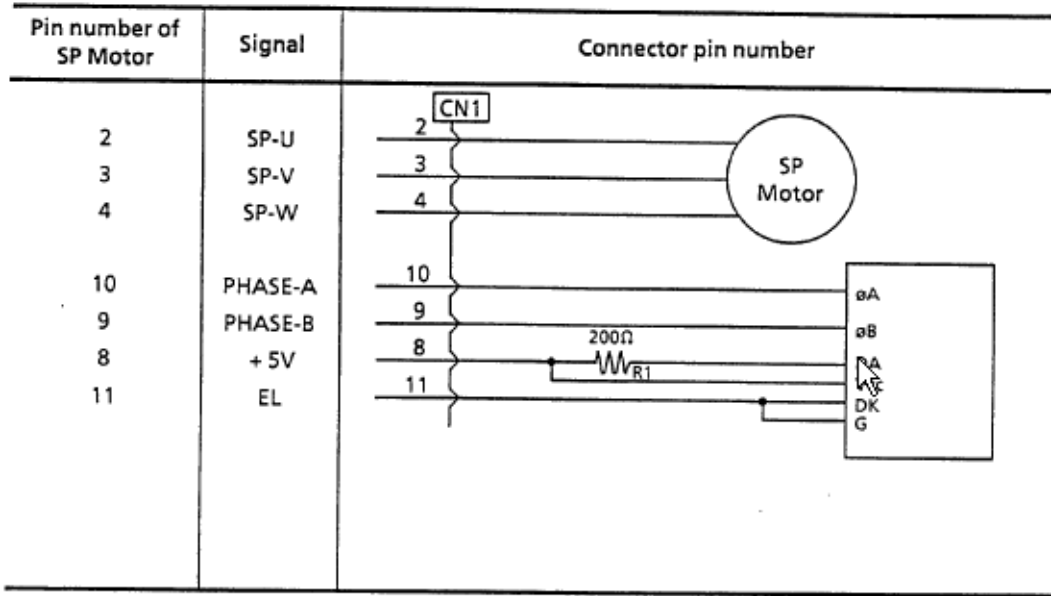 Pin number of SP Motor Signal Connector pin number
CN1
2 SP-U 2
3 SP-V 3
4 SP-W 4
SP Motor
10 PHASE-A 10 øA
9 PHASE-B 9 øB
8 +5V 8 200Ω R1
11 EL 11 DK
G